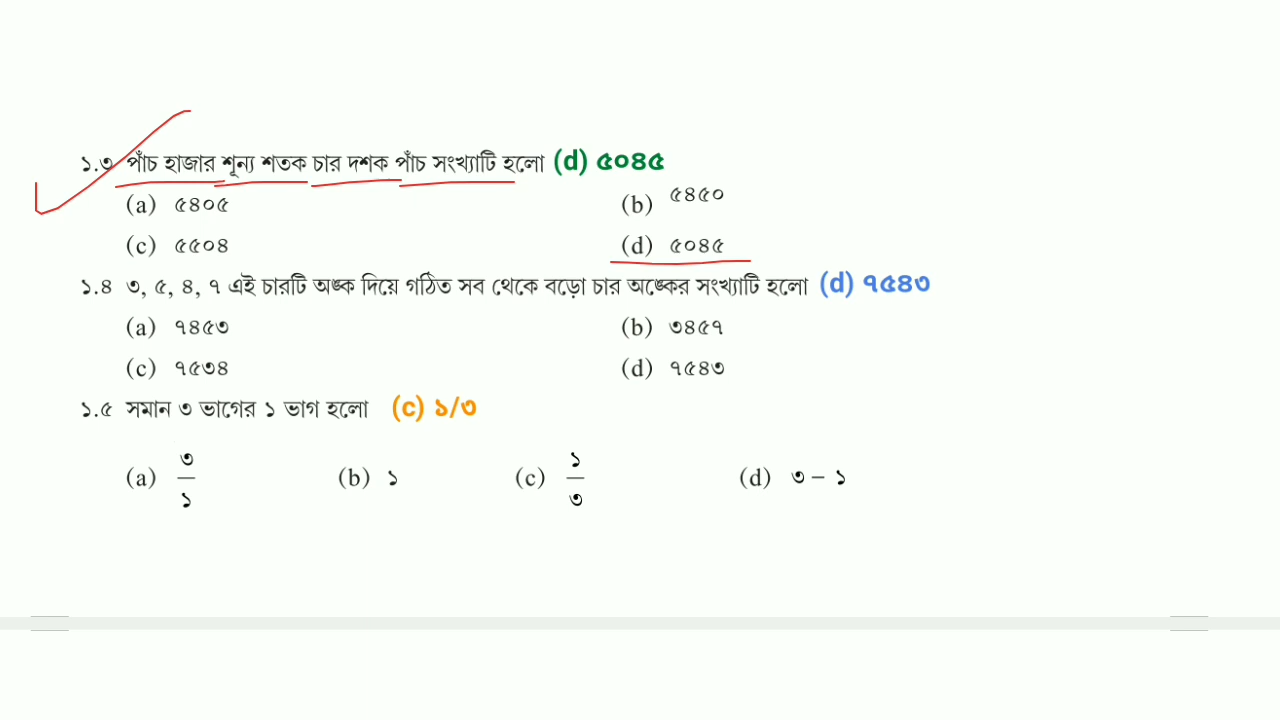 ১.৩ পাঁচ হাজার শূন্য শতক চার দশক পাঁচ সংখ্যাটি হলো (d) ৫০৪৫
(a) ৫৪০৫ (b) ৫৪৫০
(c) ৫৫০৪ (d) ৫০৪৫
১.৪ ৩, ৫, ৪, ৭ এই চারটি অঙ্ক দিয়ে গঠিত সব থেকে বড়ো চার অঙ্কের সংখ্যাটি হলো (d) ৭৫৪৩
(a) ৭৪৫৩ (b) ৩৪৫৭
(c) ৭৫৩৪ (d) ৭৫৪৩
১.৫ সমান ৩ ভাগের ১ ভাগ হলো (c) ১/৩
(a) ৩/১ (b) ১ (c) ১/৩ (d) ৩ – ১